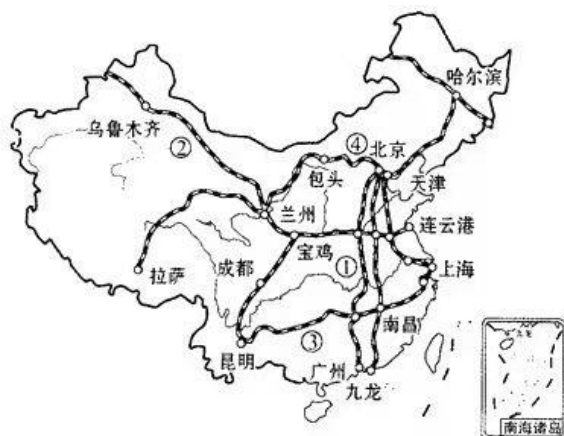 哈尔滨
乌鲁木齐
②
④
北京
包头
天津
兰州
连云港
宝鸡
成都
①
拉萨
上海
南昌
③
昆明
广州
九龙
南海诸岛